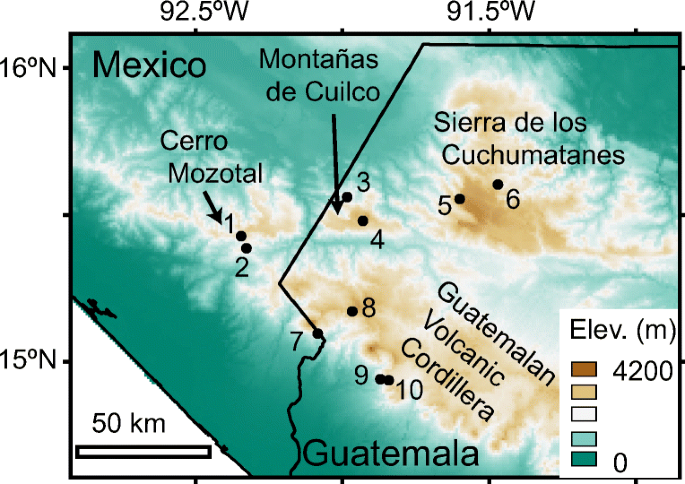 92.5ºW
91.5ºW
16ºN
Mexico
Montañas
de Cuilco
Sierra de los
Cuchumatanes
Cerro
Mozotal
3
5
6
1
4
2
8
7
Guatemalan
Volcanic
Cordillera
15ºN
9
10
Elev. (m)
4200
0
50 km
Guatemala